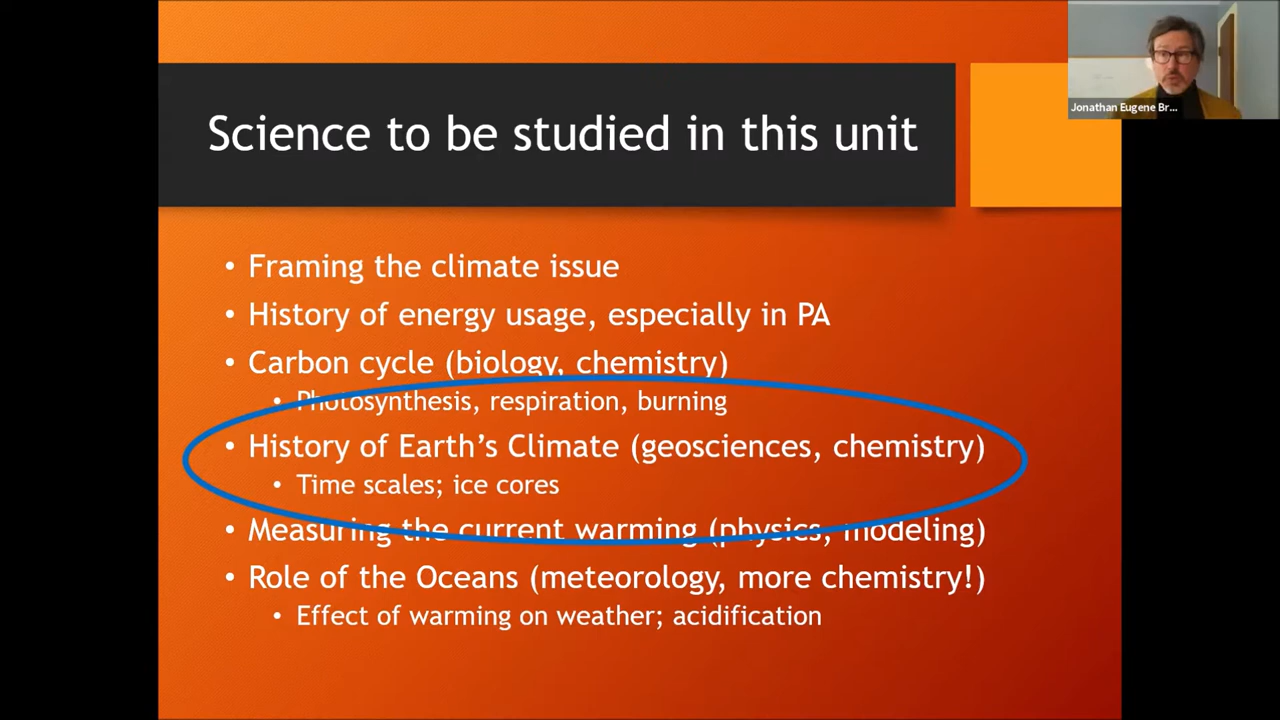 Jonathan Eugene Br...
Science to be studied in this unit
• Framing the climate issue
• History of energy usage, especially in PA
• Carbon cycle (biology, chemistry)
• Photosynthesis, respiration, burning
• History of Earth's Climate (geosciences, chemistry)
• Time scales; ice cores
• Measuring the current warming (physics, modeling)
• Role of the Oceans (meteorology, more chemistry!)
• Effect of warming on weather; acidification